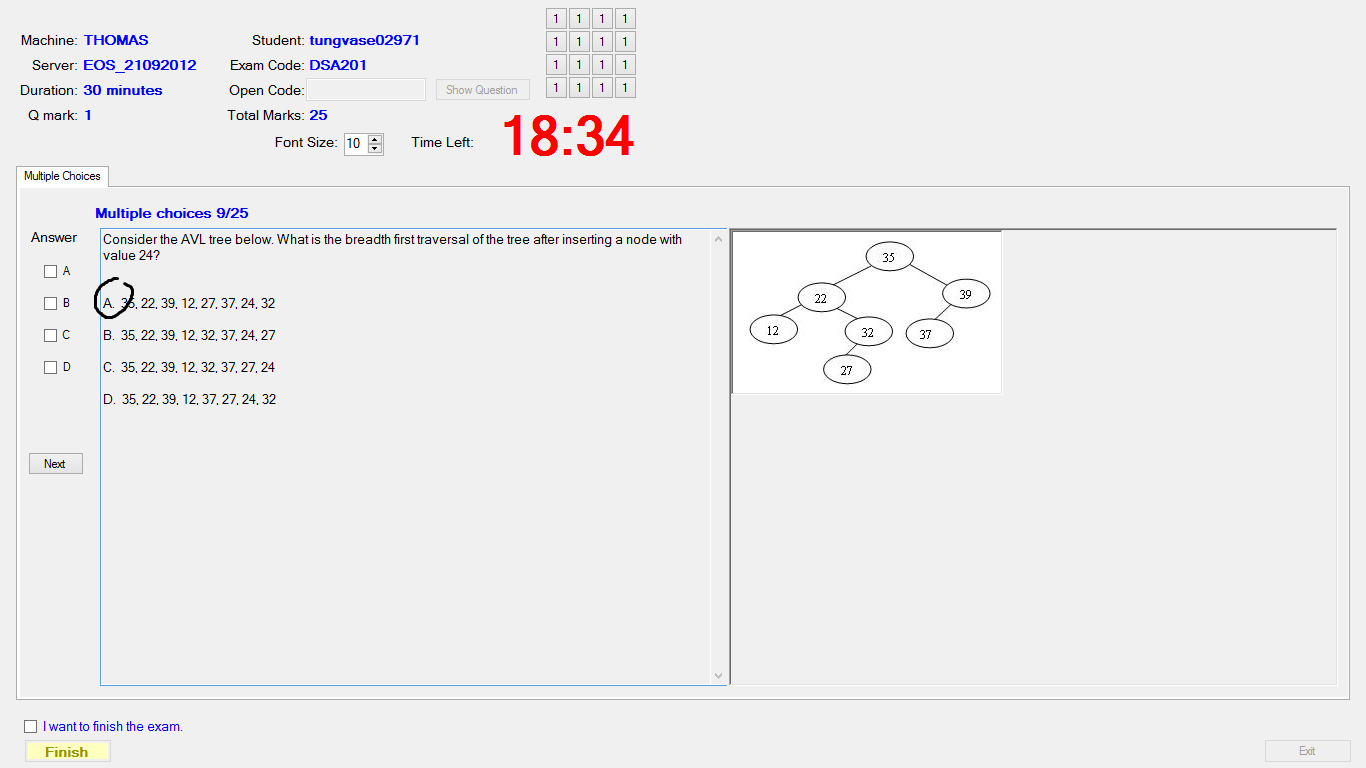 Machine: THOMAS
Student: tungvase02971
Server: EOS_21092012
Exam Code: DSA201
Duration: 30 minutes
Open Code:
Show Question
Q mark: 1
Total Marks: 25
1 1 1 1
1 1 1 1
1 1 1 1
1 1 1 1
Font Size: 10
Time Left: 18:34
Multiple Choices
Multiple choices 9/25
Answer
A
B
C
D
Next
Consider the AVL tree below. What is the breadth first traversal of the tree after inserting a node with
value 24?
A. 35, 22, 39, 12, 27, 37, 24, 32
B. 35, 22, 39, 12, 32, 37, 24, 27
C. 35, 22, 39, 12, 32, 37, 27, 24
D. 35, 22, 39, 12, 37, 27, 24, 32
35
22
39
12
32
37
27
I want to finish the exam.
Finish
Exit